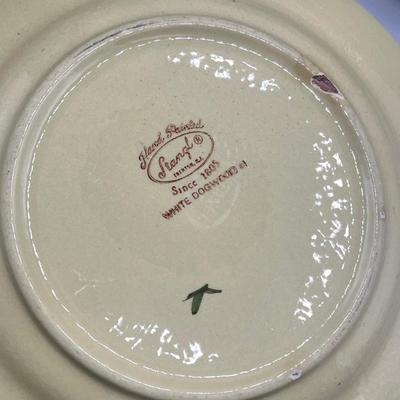 Hand Painted
Stangl ®
TRENTON, N.J.
Since 1805
WHITE DOGWOOD